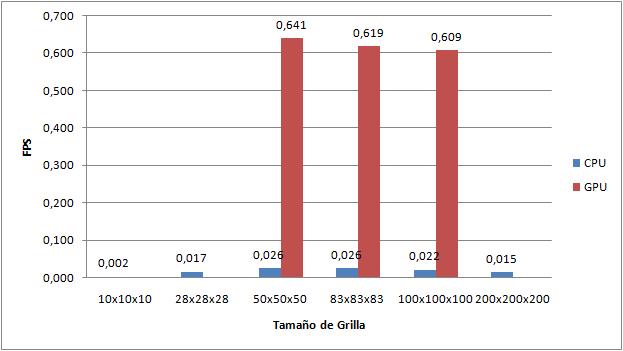 0,700
0,600
0,500
0,400
0,300
0,200
0,100
0,000
FPS
0,002
0,017
0,026
0,641
0,026
0,619
0,022
0,609
0,015
10x10x10
28x28x28
50x50x50
83x83x83
100x100x100
200x200x200
Tamaño de Grilla
CPU
GPU